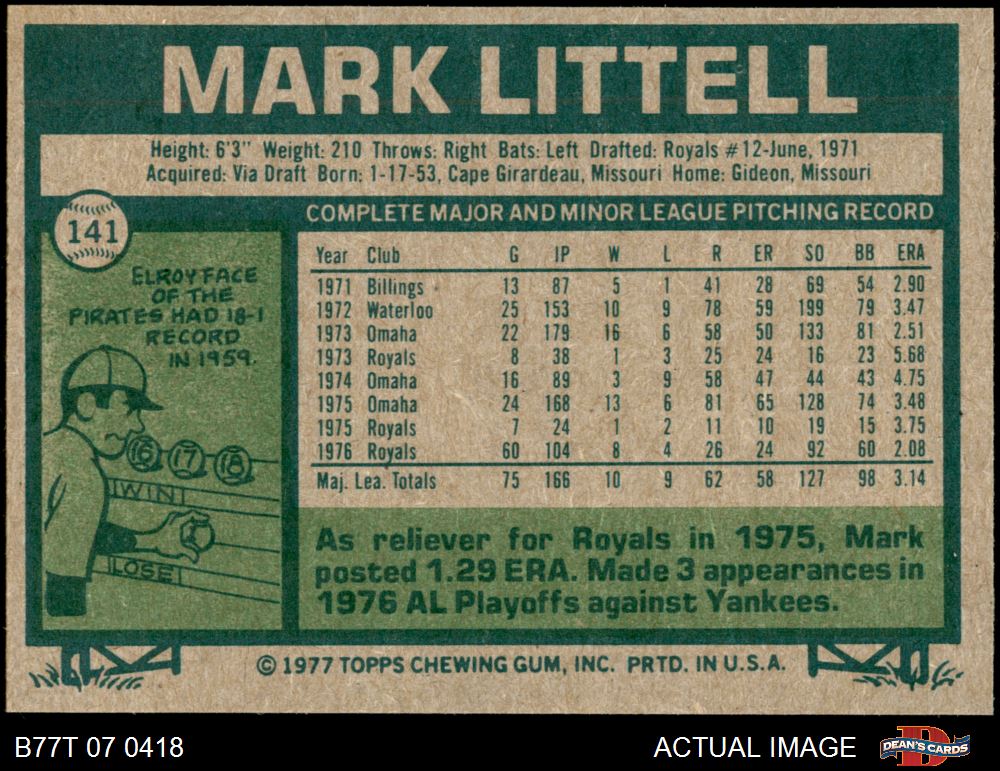 MARK LITTELL
Height: 6'3" Weight: 210 Throws: Right Bats: Left Drafted: Royals #12-June, 1971
Acquired: Via Draft Born: 1-17-53, Cape Girardeau, Missouri Home: Gideon, Missouri
141
ELROY FACE
OF THE
PIRATES HAD 18-1
RECORD
IN 1959.
16 17 18
WIN
LOSE
COMPLETE MAJOR AND MINOR LEAGUE PITCHING RECORD
Year Club G IP W L R ER SO BB ERA
1971 Billings 13 87 5 1 41 28 69 54 2.90
1972 Waterloo 25 153 10 9 78 59 199 79 3.47
1973 Omaha 22 179 16 6 58 50 133 81 2.51
1973 Royals 8 38 1 3 25 24 16 23 5.68
1974 Omaha 16 89 3 9 58 47 44 43 4.75
1975 Omaha 24 168 13 6 81 65 128 74 3.48
1975 Royals 7 24 1 2 11 10 19 15 3.75
1976 Royals 60 104 8 4 26 24 92 60 2.08
Maj. Lea. Totals 75 166 10 9 62 58 127 98 3.14
As reliever for Royals in 1975, Mark
posted 1.29 ERA. Made 3 appearances in
1976 AL Playoffs against Yankees.
© 1977 TOPPS CHEWING GUM, INC. PRTD. IN U.S.A.
B77T 07 0418
ACTUAL IMAGE
DEAN'S CARDS